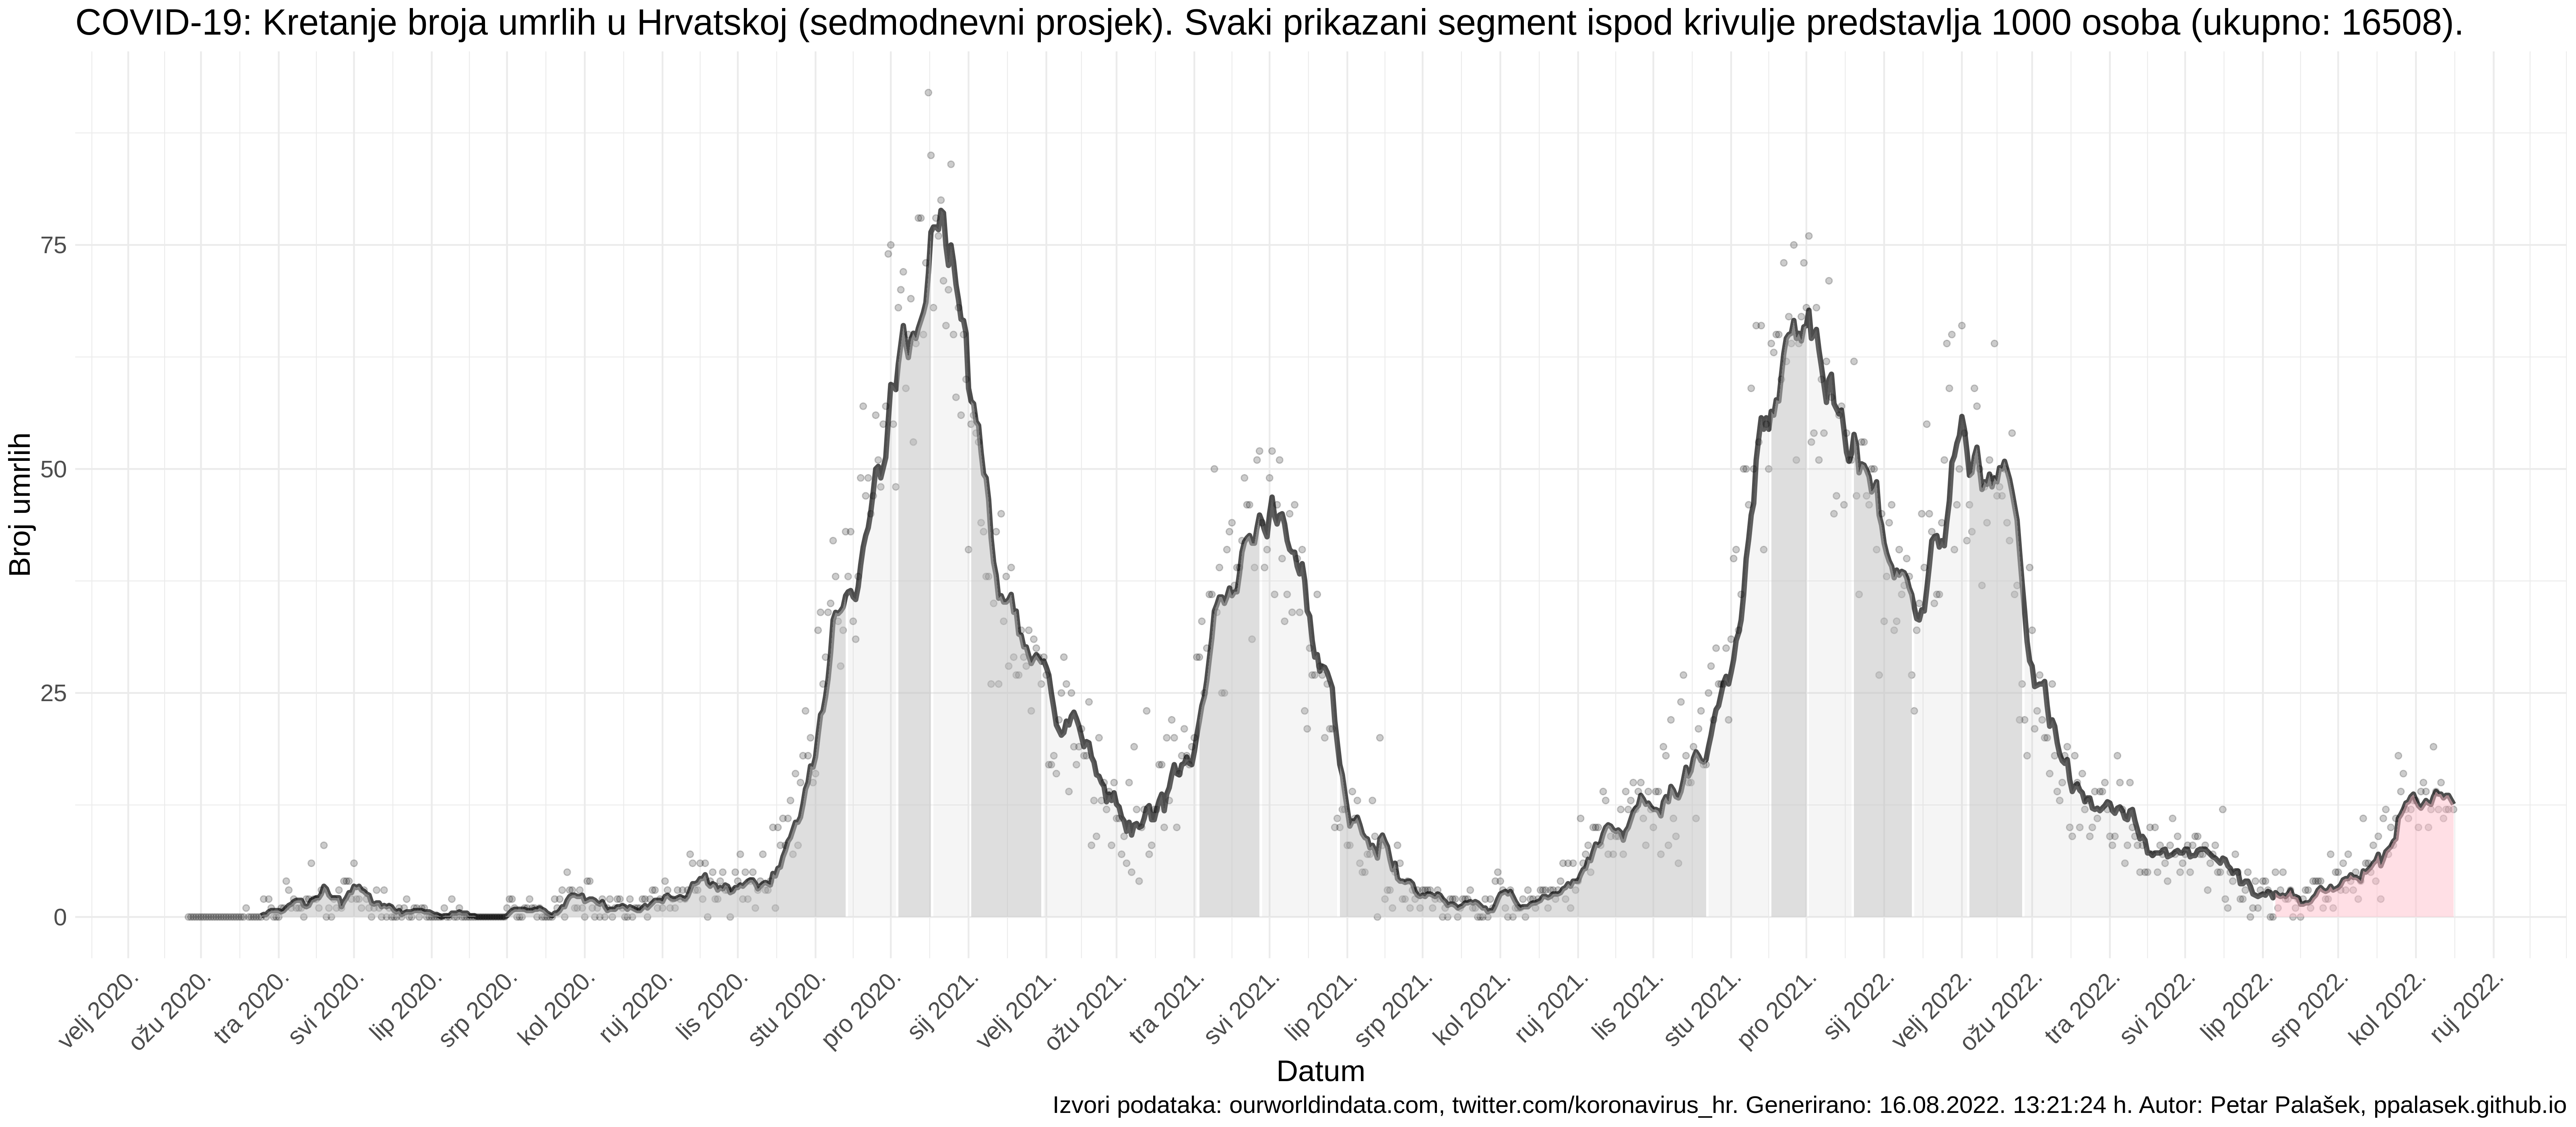 COVID-19: Kretanje broja umrlih u Hrvatskoj (sedmodnevni prosjek). Svaki prikazani segment ispod krivulje predstavlja 1000 osoba (ukupno: 16508).
Broj umrlih
75
50
25
0
velj 2020.
ožu 2020.
tra 2020.
svi 2020.
lip 2020.
srp 2020.
kol 2020.
ruj 2020.
lis 2020.
stu 2020.
pro 2020.
sij 2021.
velj 2021.
ožu 2021.
tra 2021.
svi 2021.
lip 2021.
srp 2021.
kol 2021.
ruj 2021.
lis 2021.
stu 2021.
pro 2021.
sij 2022.
velj 2022.
ožu 2022.
tra 2022.
svi 2022.
lip 2022.
srp 2022.
kol 2022.
ruj 2022.
Datum
Izvori podataka: ourworldindata.com, twitter.com/koronavirus_hr. Generirano: 16.08.2022. 13:21:24 h. Autor: Petar Palašek, ppalasek.github.io